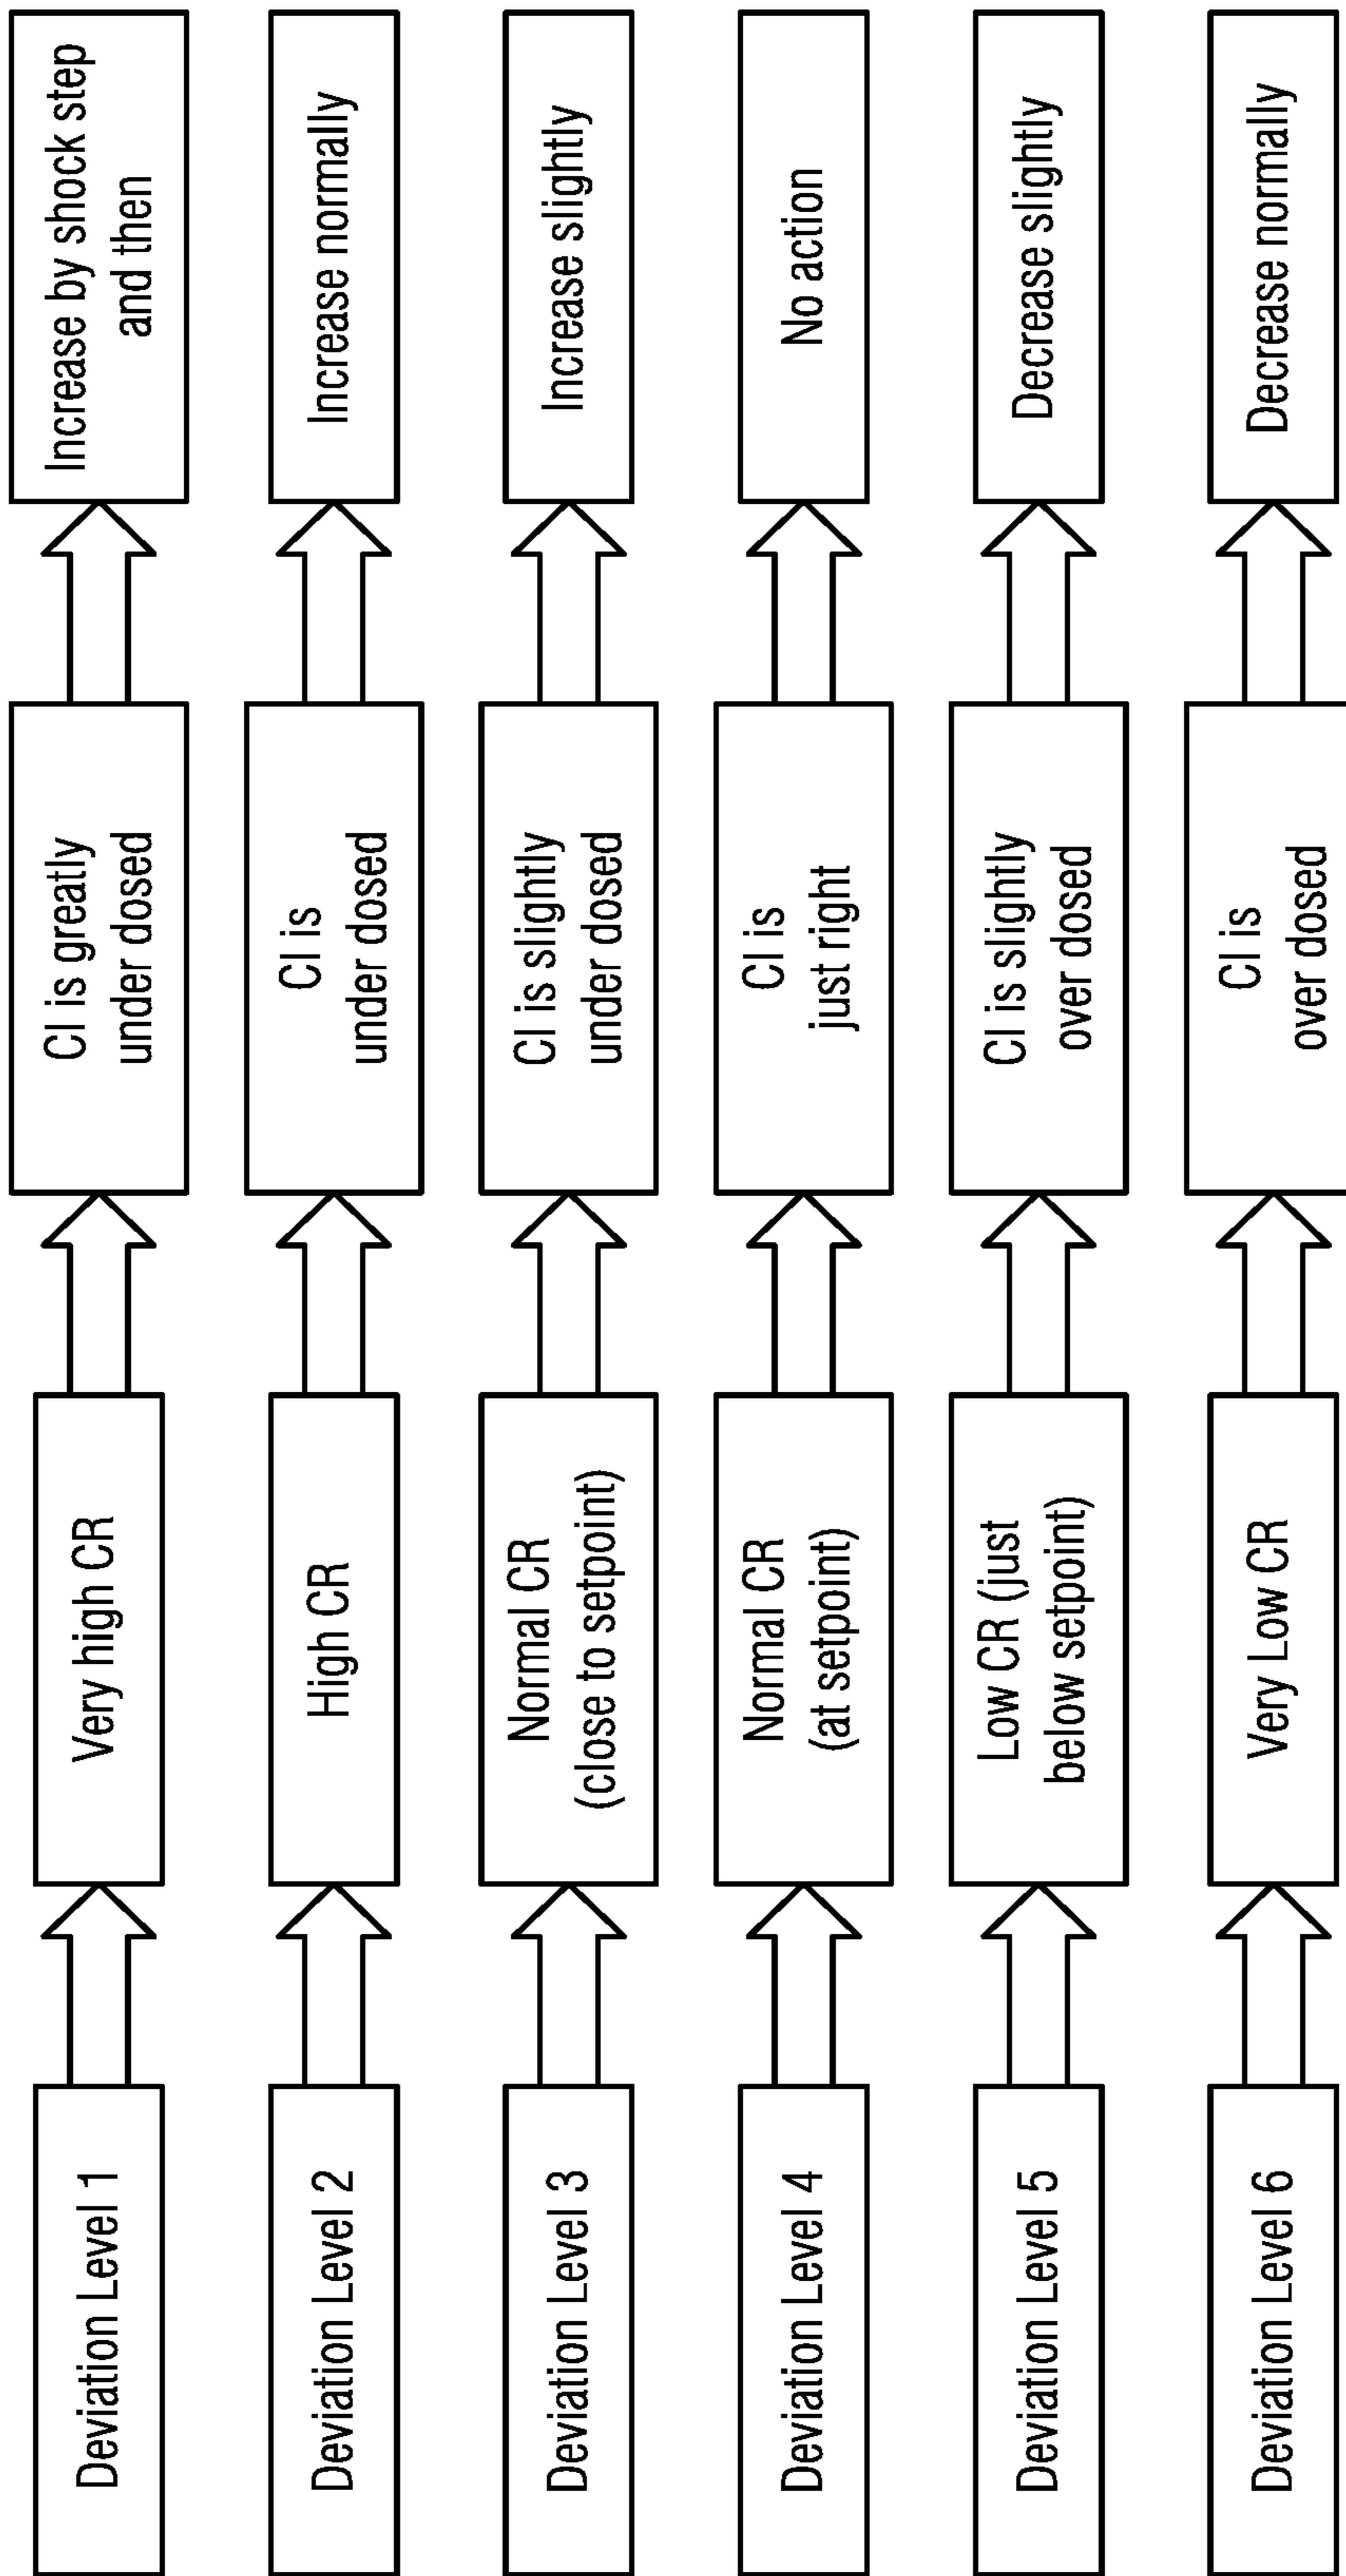 Deviation Level 1
Very high CR
CI is greatly
under dosed
Increase by shock step
and then
Deviation Level 2
High CR
CI is
under dosed
Increase normally
Deviation Level 3
Normal CR
(close to setpoint)
CI is slightly
under dosed
Increase slightly
Deviation Level 4
Normal CR
(at setpoint)
CI is
just right
No action
Deviation Level 5
Low CR (just
below setpoint)
CI is slightly
over dosed
Decrease slightly
Deviation Level 6
Very Low CR
CI is
over dosed
Decrease normally